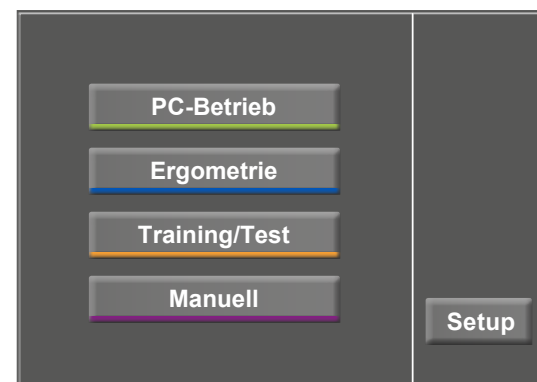 PC-Betrieb
Ergometrie
Training/Test
Manuell
Setup